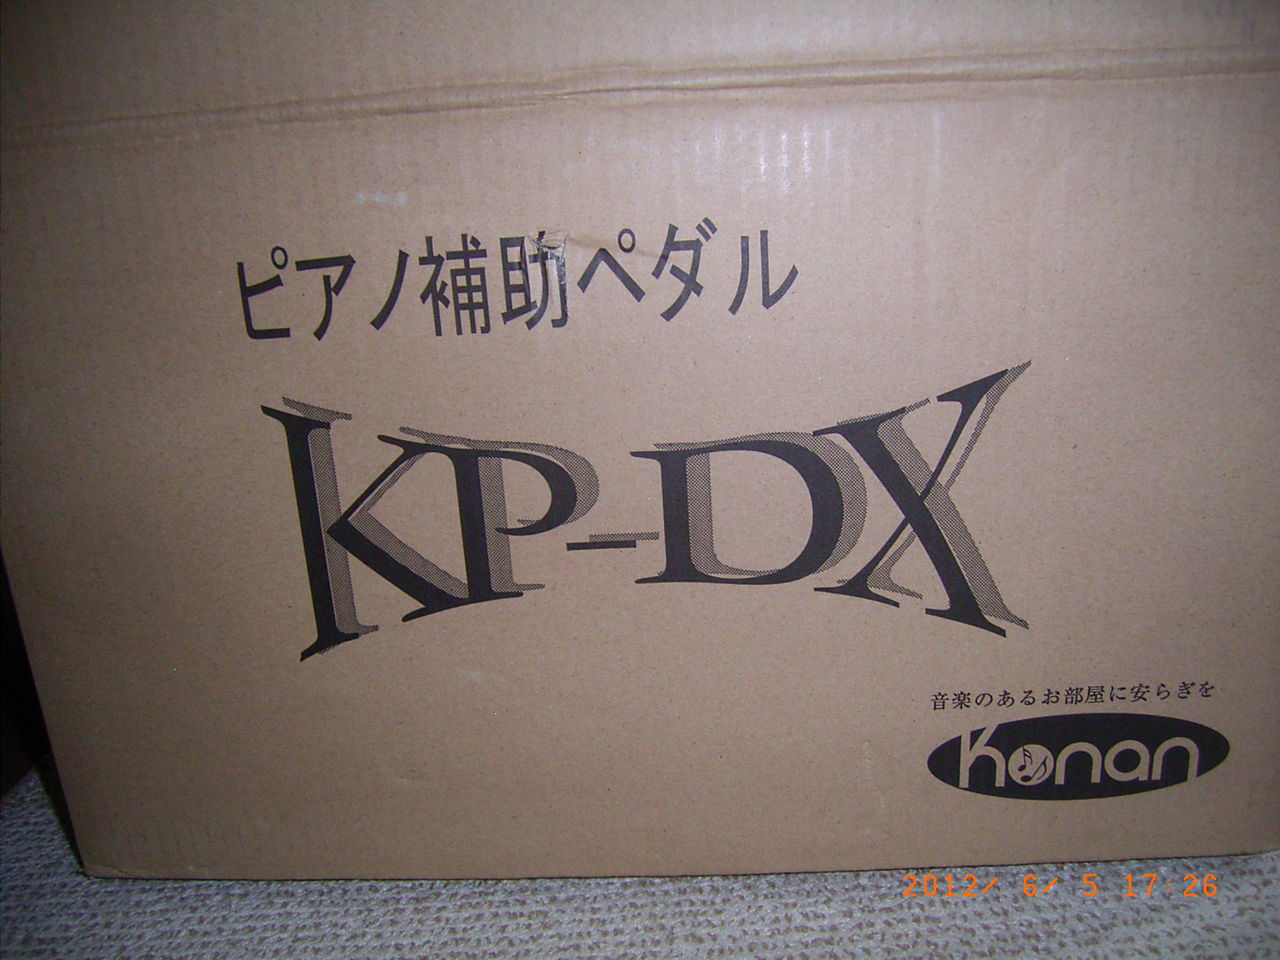 ピアノ補助ペダル
KP-DX
音楽のあるお部屋に安らぎを
Konan
2012/ 6/ 5 17:26